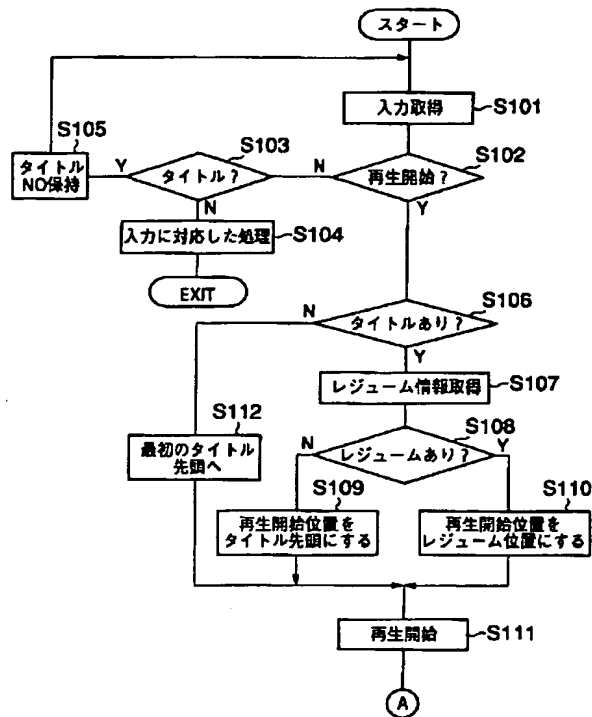 スタート
入力取得
S101
S105
S103
S102
タイトル
NO保持
Y
タイトル?
N
再生開始?
N
Y
入力に対応した処理
S104
EXIT
S106
N
タイトルあり?
Y
レジューム情報取得
S107
S112
S108
最初のタイトル
先頭へ
N
レジュームあり?
Y
S109
S110
再生開始位置を
タイトル先頭にする
再生開始位置を
レジューム位置にする
再生開始
S111
A